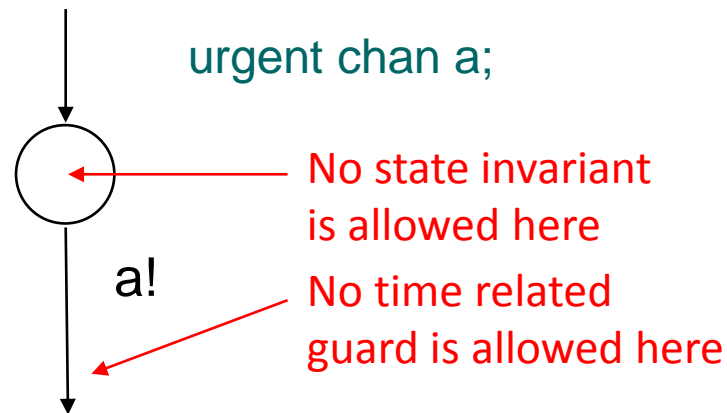 urgent chan a;
No state invariant
is allowed here
a!
No time related
guard is allowed here